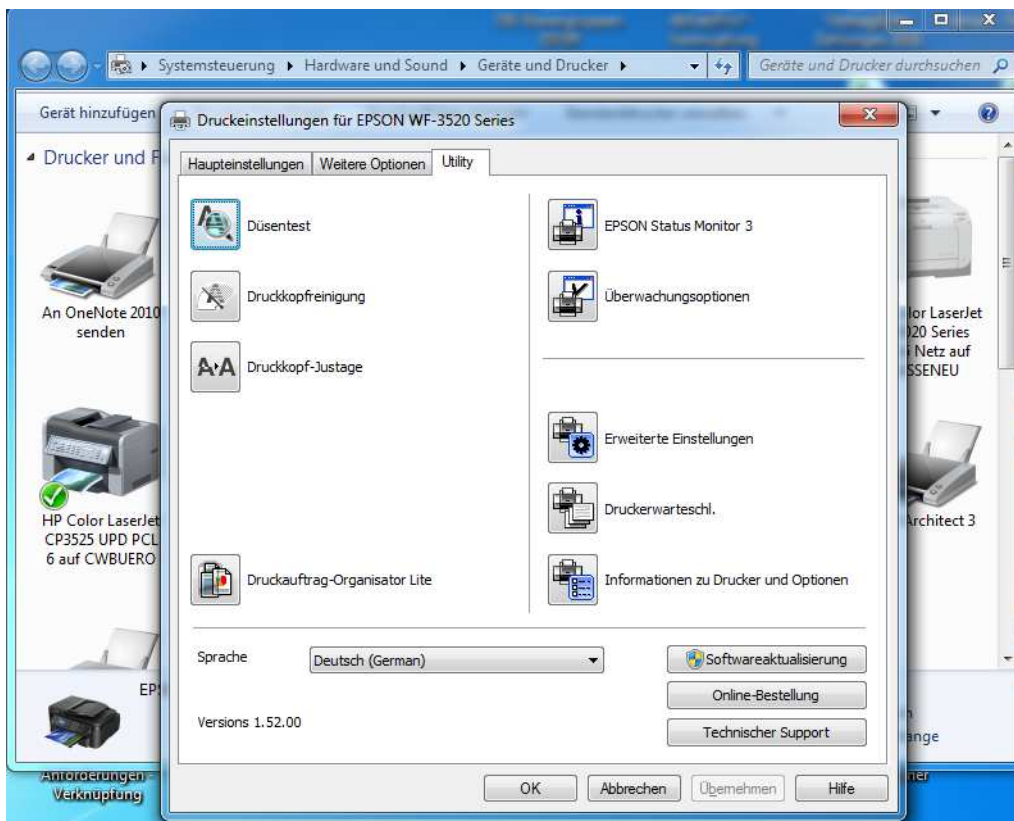 Systemsteuerung ▸ Hardware und Sound ▸ Geräte und Drucker ▸
Geräte und Drucker durchsuchen
Gerät hinzufügen
Druckeinstellungen für EPSON WF-3520 Series
Drucker und F
Haupteinstellungen
Weitere Optionen
Utility
Düsentest
EPSON Status Monitor 3
Druckkopfreinigung
Überwachungsoptionen
An OneNote 2010
senden
lor LaserJet
020 Series
Netz auf
SSENEU
Druckkopf-Justage
Erweiterte Einstellungen
Druckerwarteschl.
HP Color LaserJet
CP3525 UPD PCL
6 auf CWBUERO
Architect 3
Druckauftrag-Organisator Lite
Informationen zu Drucker und Optionen
Sprache
Deutsch (German)
Softwareaktualisierung
Online-Bestellung
EPS
Versions 1.52.00
Technischer Support
ange
Anforderungen -
Verknüpfung
OK
Abbrechen
Übernehmen
Hilfe